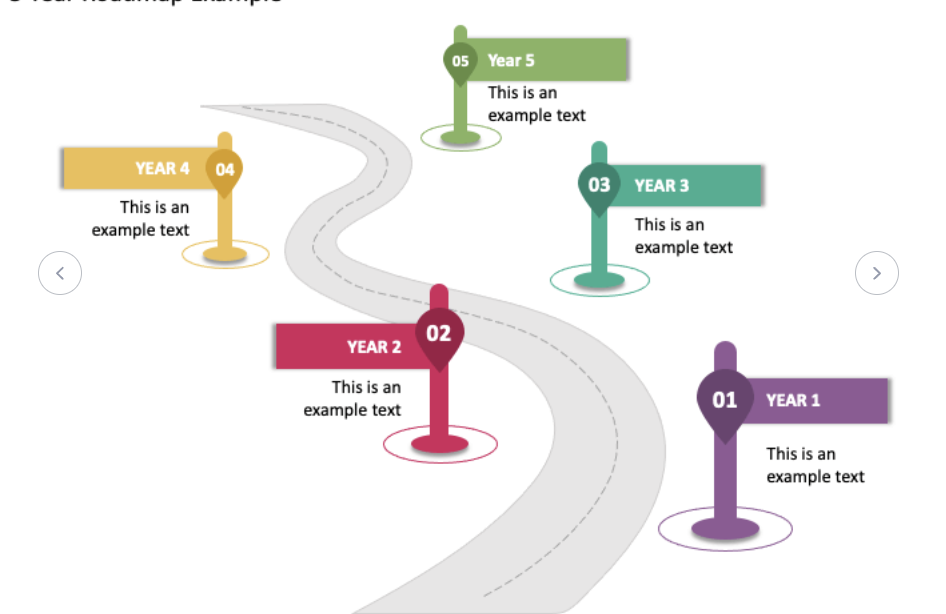 05
Year 5
This is an
example text
04
YEAR 4
This is an
example text
03
YEAR 3
This is an
example text
02
YEAR 2
This is an
example text
01
YEAR 1
This is an
example text